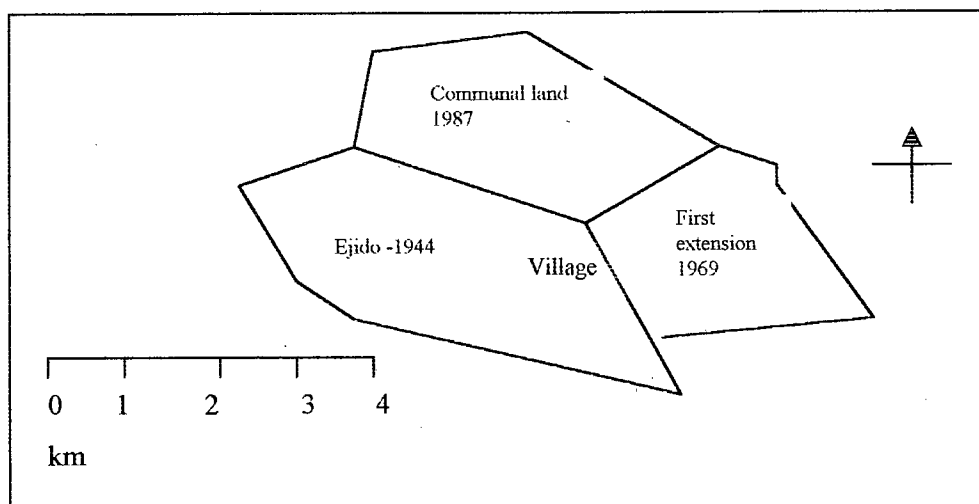 Communal land
1987
First
extension
1969
Ejido -1944
Village
0 1 2 3 4
km